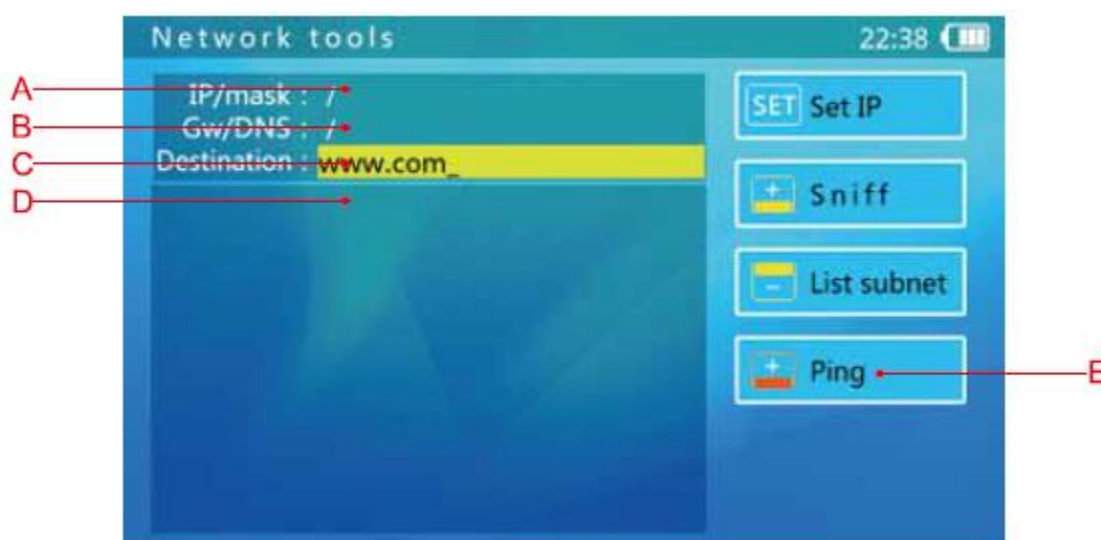 Network tools 22:38
A IP/mask : /
B Gw/DNS : /
C Destination : www.com_
D
SET Set IP
+ Sniff
- List subnet
+ Ping E